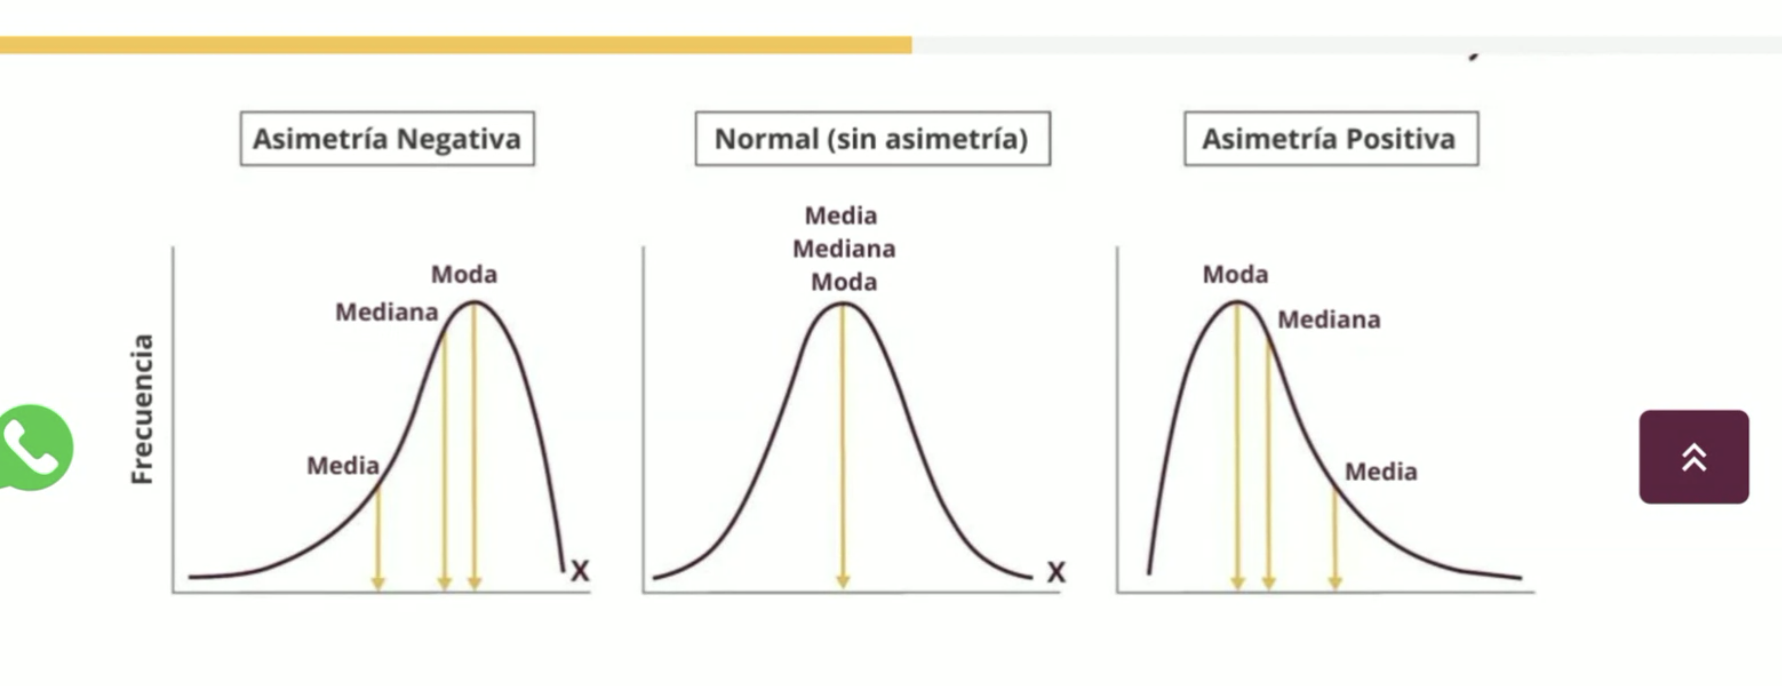 Asimetría Negativa
Normal (sin asimetría)
Asimetría Positiva
Frecuencia
Moda
Mediana
Media
X
Media
Mediana
Moda
X
Moda
Mediana
Media